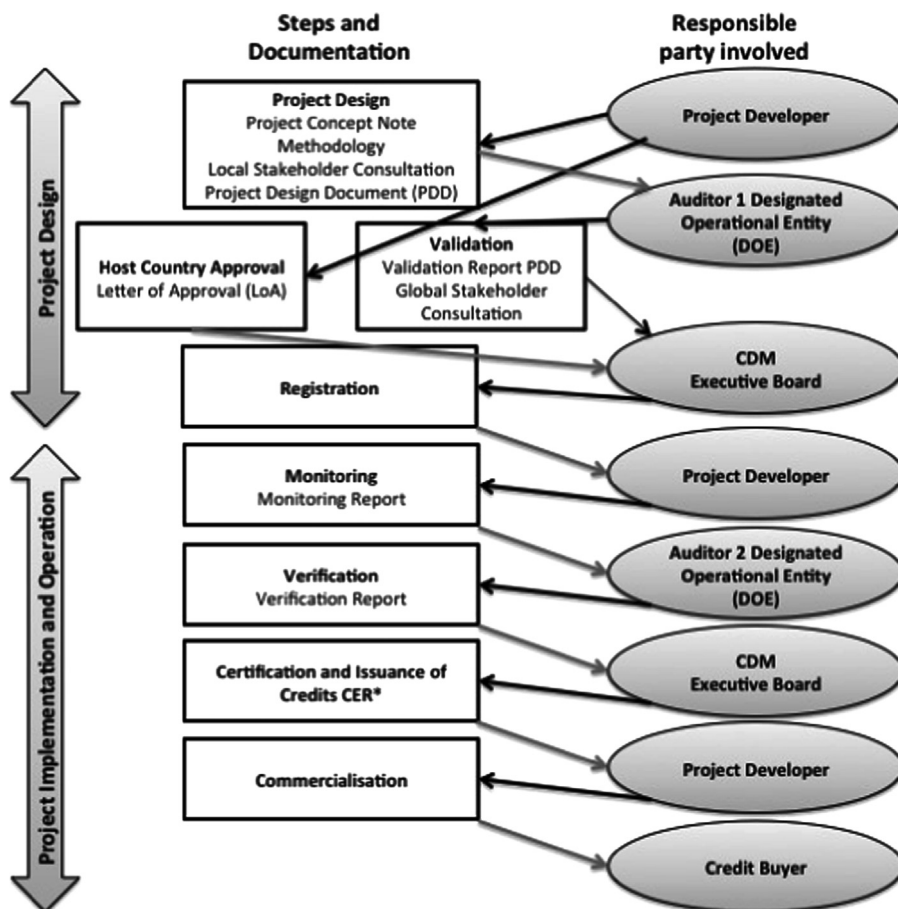 Steps and
Documentation
Responsible
party involved
Project Design
Project Design
Project Concept Note
Methodology
Local Stakeholder Consultation
Project Design Document (PDD)
Project Developer
Auditor 1 Designated
Operational Entity
(DOE)
Host Country Approval
Letter of Approval (LoA)
Validation
Validation Report PDD
Global Stakeholder
Consultation
CDM
Executive Board
Registration
Project Implementation and Operation
Monitoring
Monitoring Report
Project Developer
Verification
Verification Report
Auditor 2 Designated
Operational Entity
(DOE)
Certification and Issuance of
Credits CER*
CDM
Executive Board
Commercialisation
Project Developer
Credit Buyer